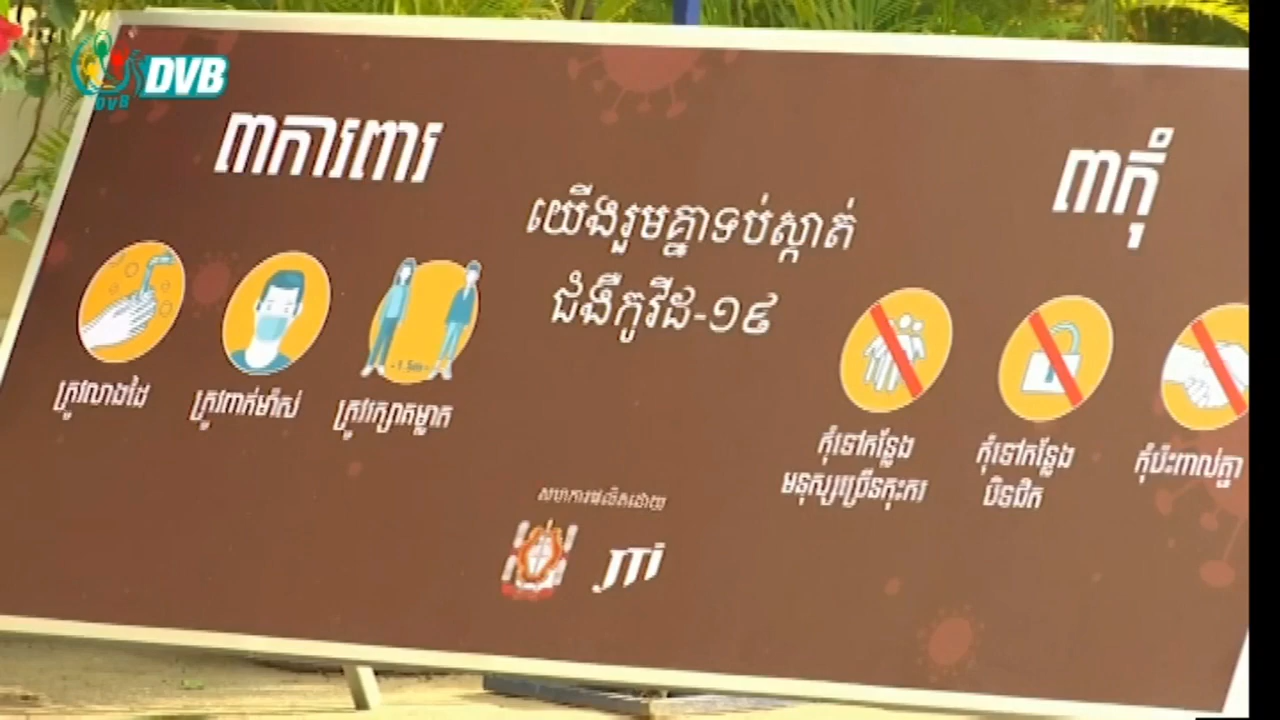 DVB
DVB
៣ការពារ
៣កុំ
យើងរួមគ្នាទប់ស្កាត់
ជំងឺកូវីដ-១៩
-1.5m-
ត្រូវលាងដៃ
ត្រូវពាក់ម៉ាស់
ត្រូវរក្សាគម្លាត
កុំទៅកន្លែង
មនុស្សច្រើនកុះករ
កុំទៅកន្លែង
បិទជិត
កុំប៉ះពាល់គ្នា
សហការផលិតដោយ